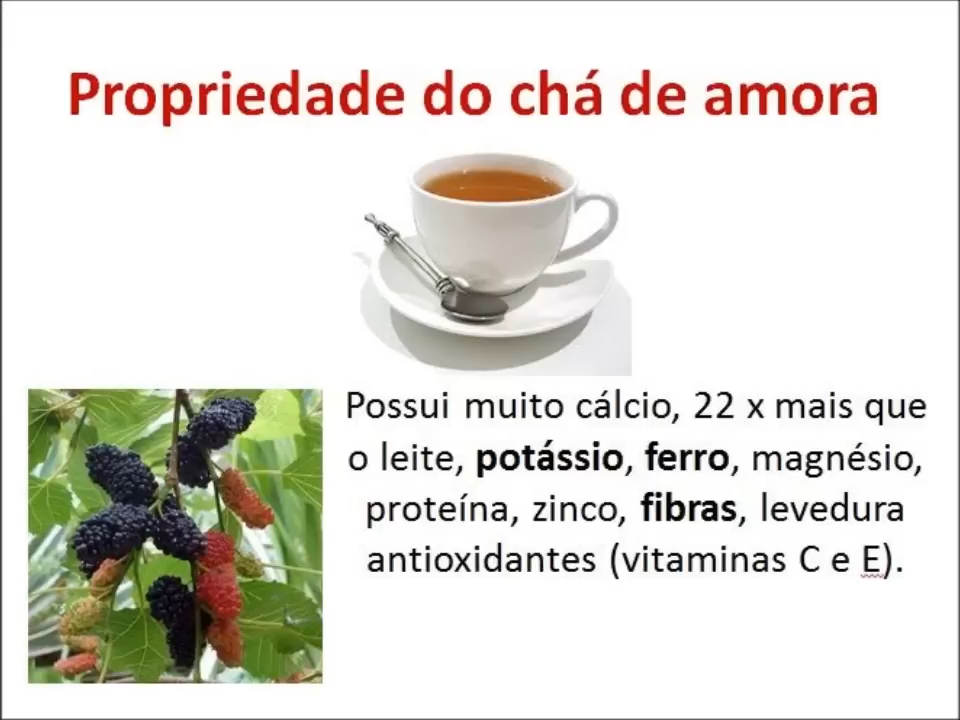 Propriedade do chá de amora
Possui muito cálcio, 22 x mais que
o leite, potássio, ferro, magnésio,
proteína, zinco, fibras, levedura
antioxidantes (vitaminas C e E).